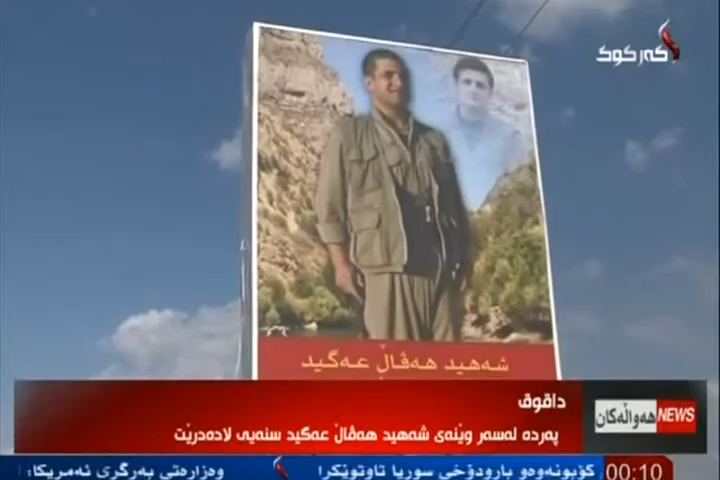 کەرکوک
شەهید هەڤاڵ عەگید
داقوق
پەردە لەسەر وێنەی شەهید هەڤاڵ عەگید سنەیی لادەدرێت
هەواڵەکان NEWS
کۆبونەوەو بارودۆخی سوریا تاوتوێکرا وەزارەتی بەرگری ئەمریکا:
00:10